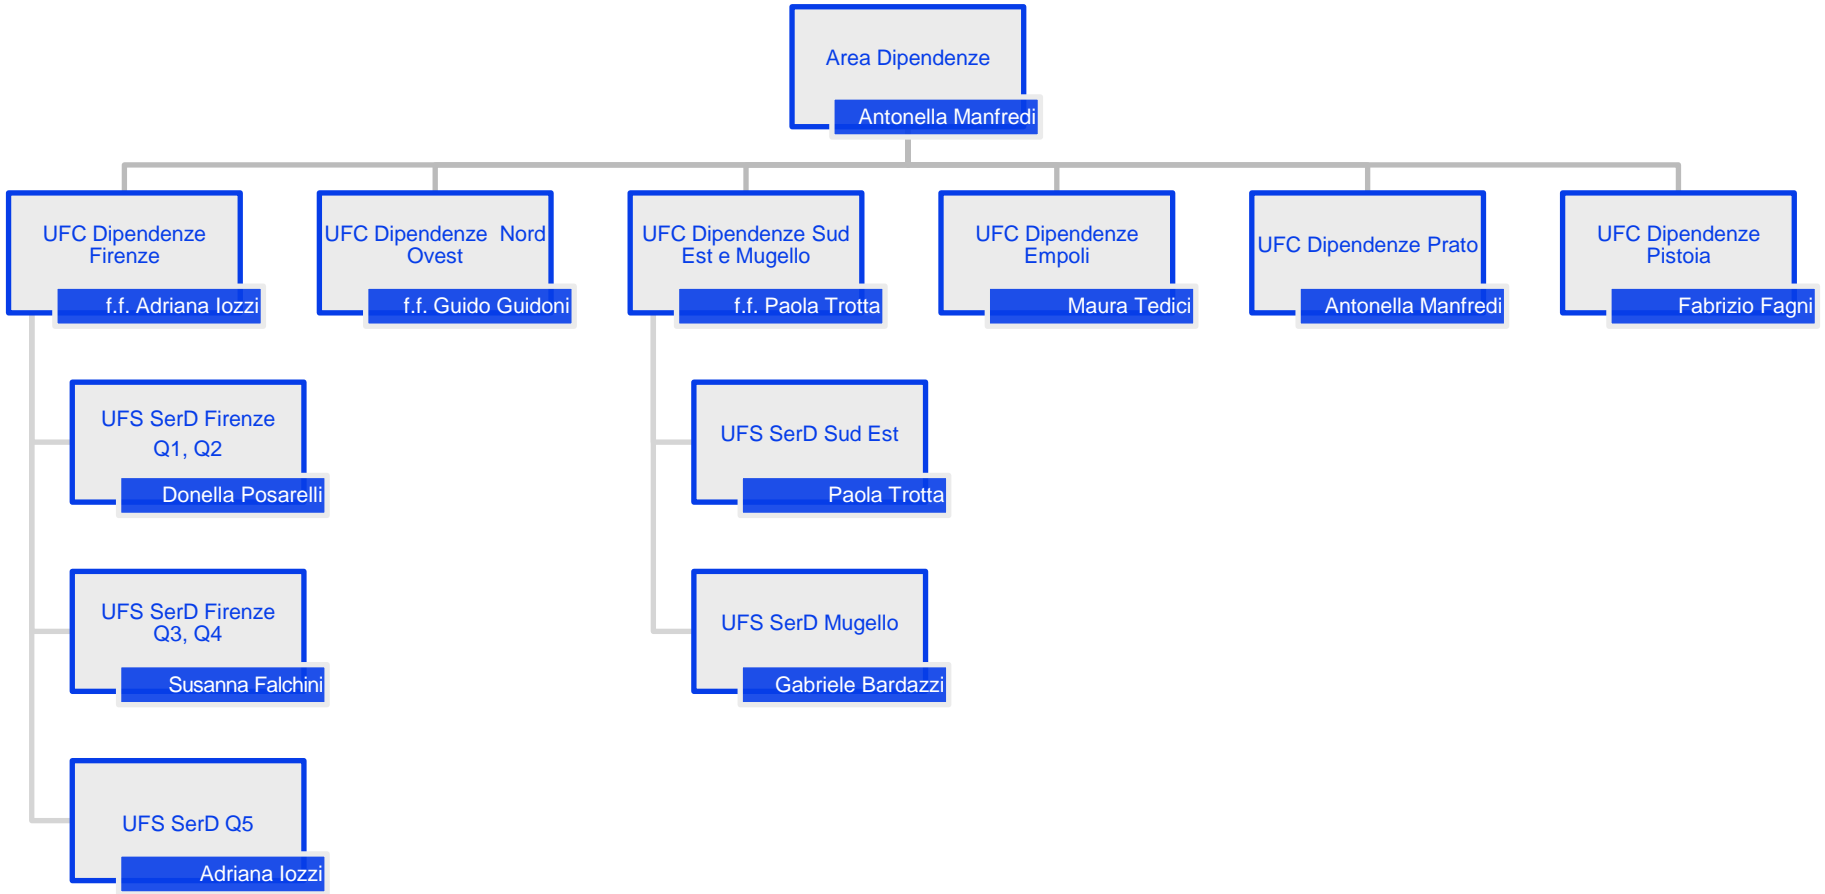 Area Dipendenze
Antonella Manfredi
UFC Dipendenze
Firenze
f.f. Adriana Iozzi
UFC Dipendenze  Nord
Ovest
f.f. Guido Guidoni
UFC Dipendenze Sud
Est e Mugello
f.f. Paola Trotta
UFC Dipendenze
Empoli
Maura Tedici
UFC Dipendenze Prato
Antonella Manfredi
UFC Dipendenze
Pistoia
Fabrizio Fagni
UFS SerD Firenze
Q1, Q2
Donella Posarelli
UFS SerD Firenze
Q3, Q4
Susanna Falchini
UFS SerD Q5
Adriana Iozzi
UFS SerD Sud Est
Paola Trotta
UFS SerD Mugello
Gabriele Bardazzi